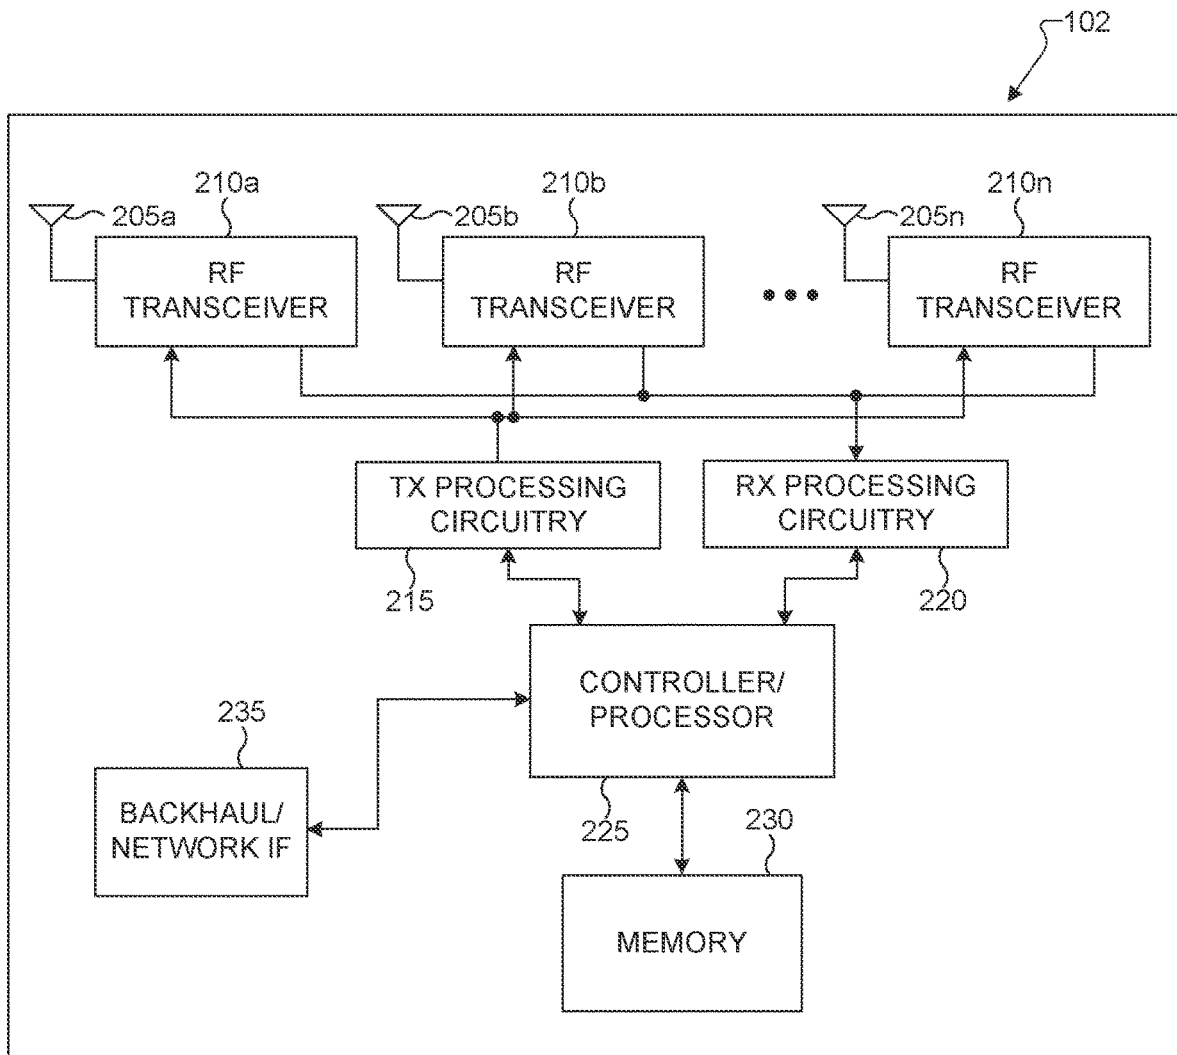 102
210a
210b
210n
205a
205b
205n
RF
TRANSCEIVER
RF
TRANSCEIVER
RF
TRANSCEIVER
TX PROCESSING
CIRCUITRY
RX PROCESSING
CIRCUITRY
215
220
CONTROLLER/
PROCESSOR
235
BACKHAUL/
NETWORK IF
225
230
MEMORY